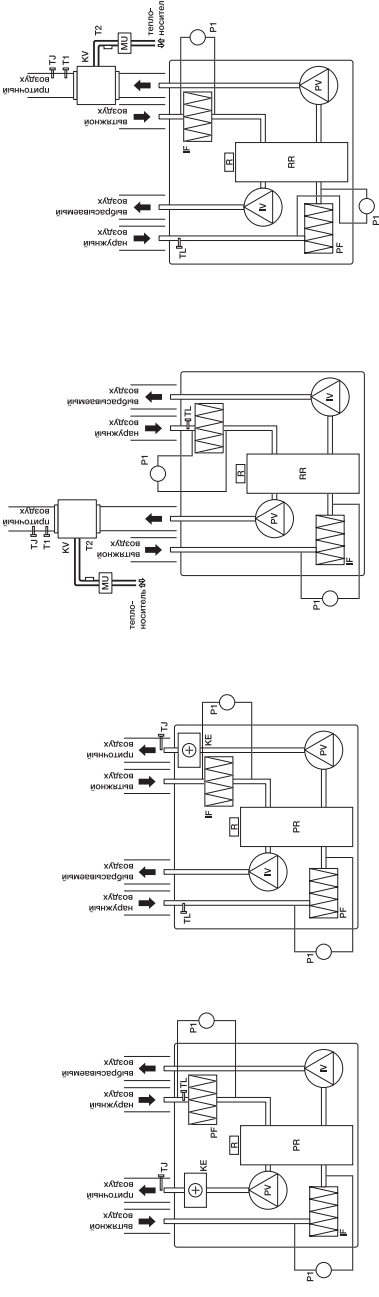 TJ
T1
KV
T2
MU
тепло-
носитель
P1
приточный
воздух
вытяжной
воздух
выбрасываемый
воздух
наружный
воздух
IF
PV
R
RR
IV
TL
PF
P1
выбрасываемый
воздух
наружный
воздух
TL
P1
приточный
воздух
TJ
T1
KV
T2
MU
тепло-
носитель
вытяжной
воздух
IV
R
RR
PV
IF
P1
P1
TJ
приточный
воздух
KE
вытяжной
воздух
IF
выбрасываемый
воздух
наружный
воздух
TL
PV
R
PR
IV
PF
P1
P1
выбрасываемый
воздух
наружный
воздух
TL
PF
TJ
приточный
воздух
KE
вытяжной
воздух
IV
R
PR
PV
IF
P1